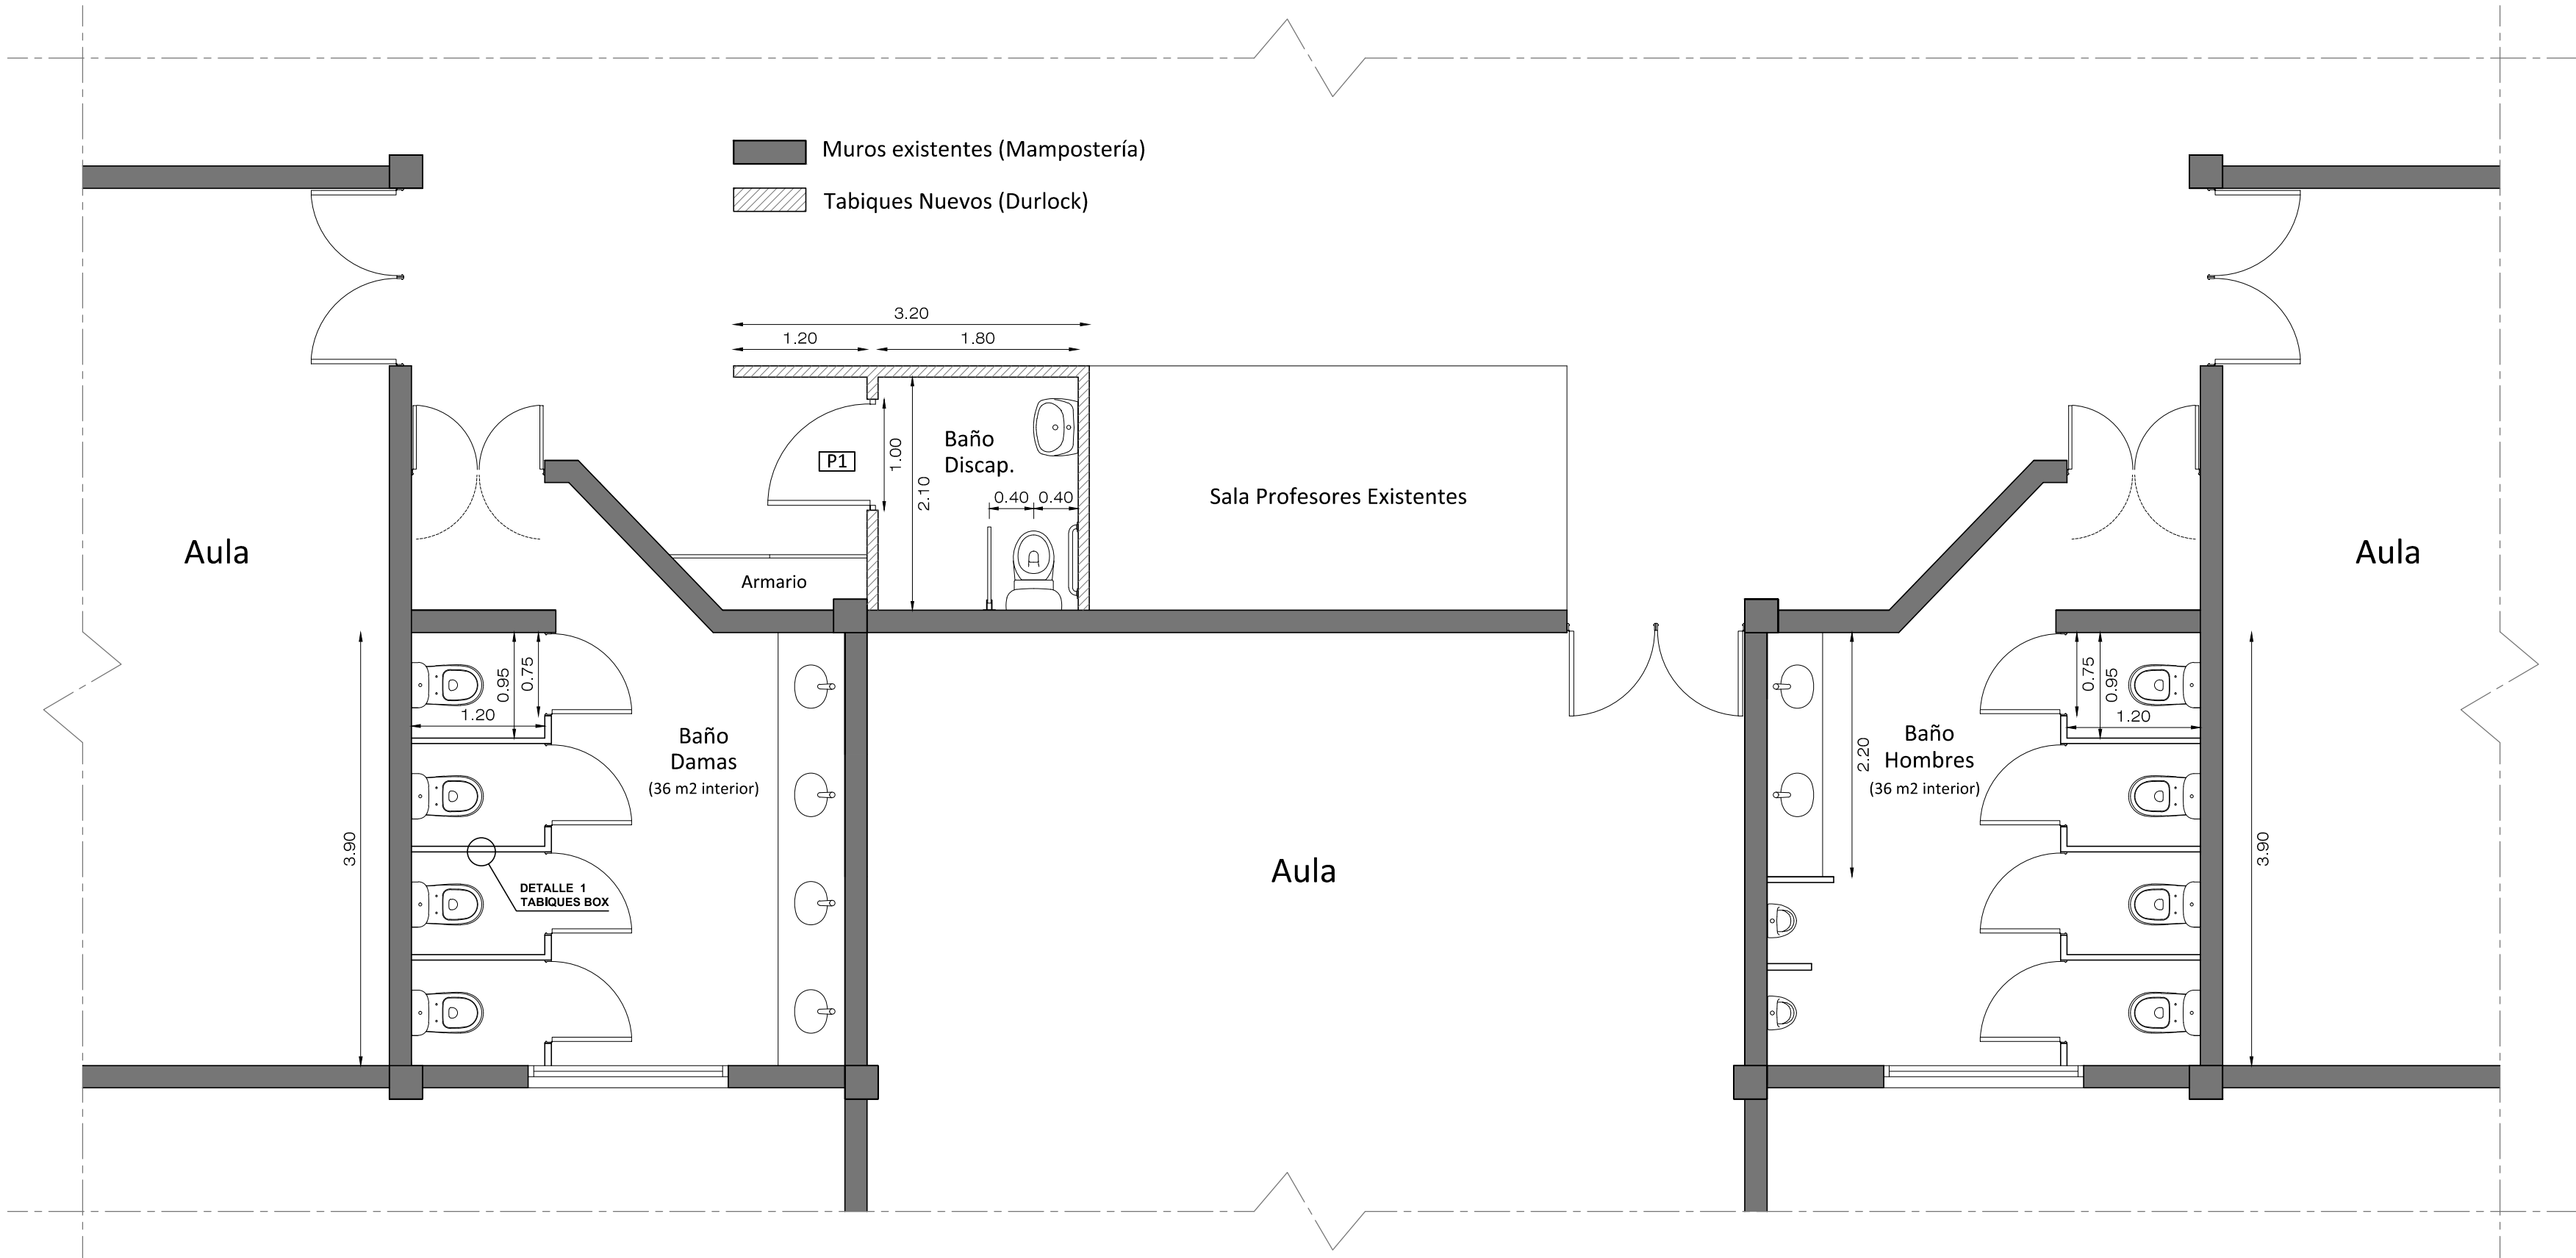 Muros existentes (Mampostería)
Tabiques Nuevos (Durlock)
3.20
1.20
1.80
P1
1.00
2.10
Baño
Discap.
0.40
0.40
Sala Profesores Existentes
Armario
Aula
Aula
0.95
0.75
1.20
3.90
DETALLE 1
TABIQUES BOX
Baño
Damas
(36 m2 interior)
Aula
2.20
Baño
Hombres
(36 m2 interior)
0.75
0.95
1.20
3.90